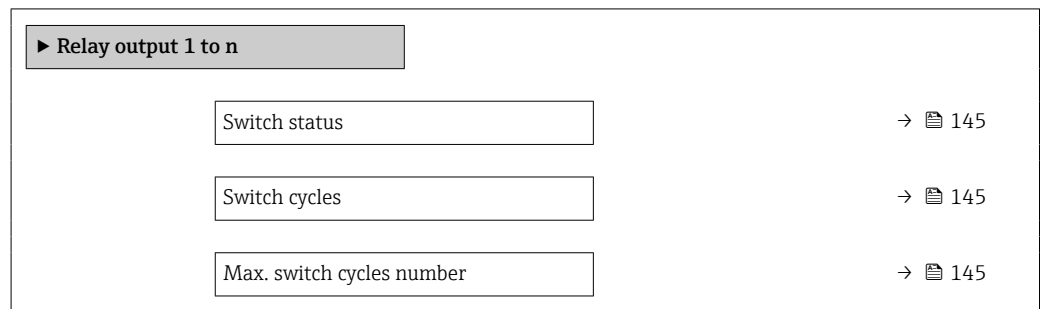 ▶ Relay output 1 to n
Switch status → 145
Switch cycles → 145
Max. switch cycles number → 145